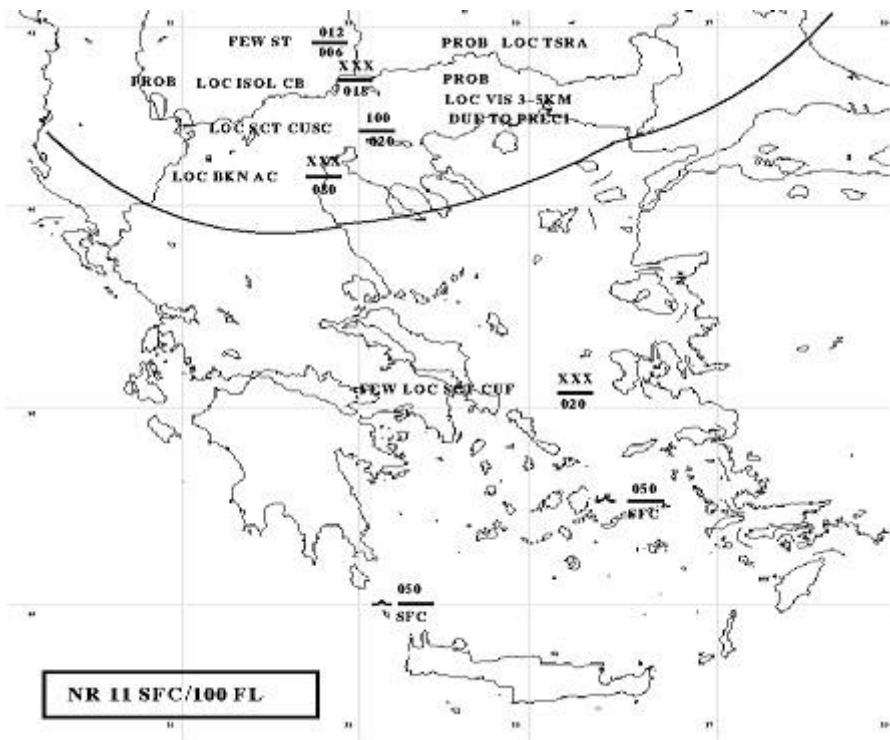 FEW ST 012
006
PROB LOC TSRA
PROB LOC ISOL CB XXX
018
PROB
LOC VIS 3-5KM
DUE TO PRECI
LOC SCT CUSC 100
020
LOC BKN AC XXX
080
FEW LOC SCT CUF XXX
020
050
SFC
050
SFC
NR 11 SFC/100 FL